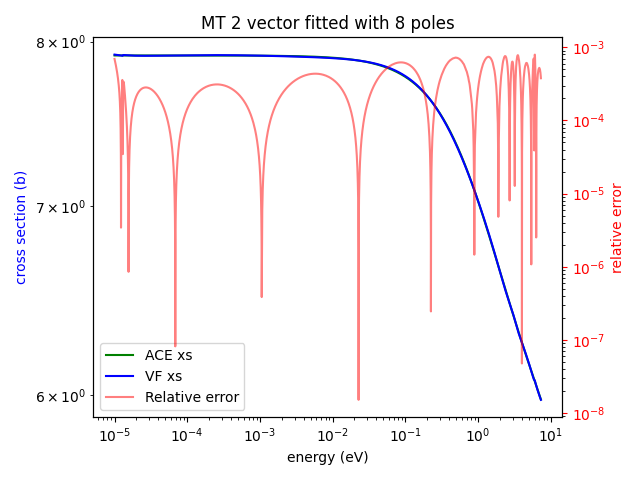 MT 2 vector fitted with 8 poles
8 × 10⁰
7 × 10⁰
6 × 10⁰
cross section (b)
10⁻³
10⁻⁴
10⁻⁵
10⁻⁶
10⁻⁷
10⁻⁸
relative error
ACE xs
VF xs
Relative error
10⁻⁵ 10⁻⁴ 10⁻³ 10⁻² 10⁻¹ 10⁰ 10¹
energy (eV)